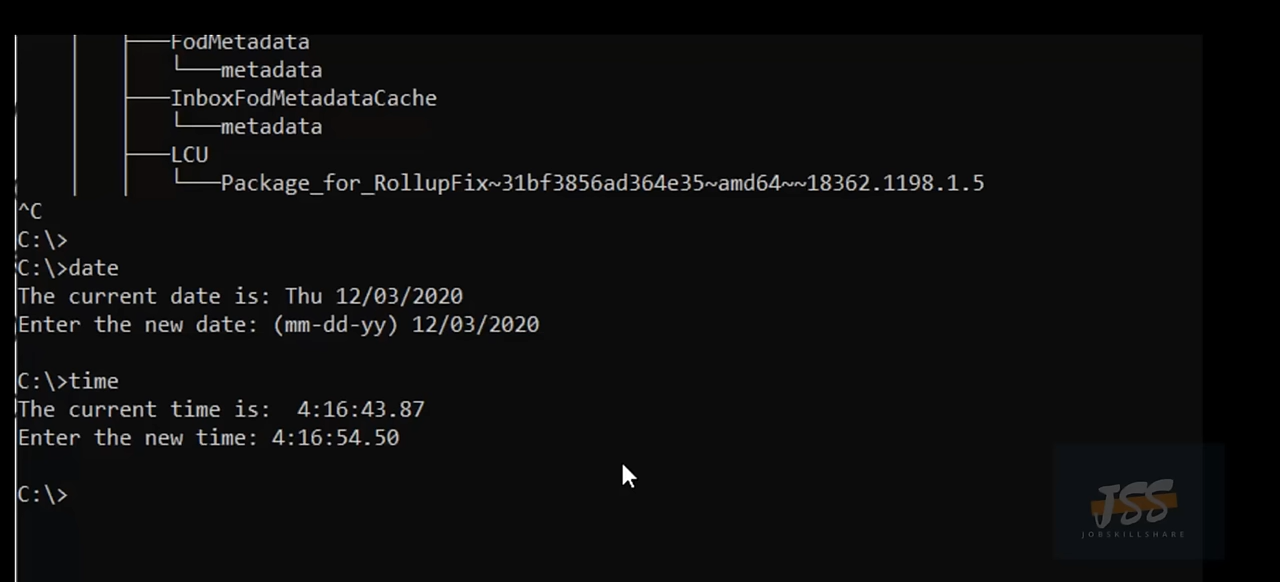 ├───FodMetadata
│   └───metadata
├───InboxFodMetadataCache
│   └───metadata
├───LCU
│   └───Package_for_RollupFix~31bf3856ad364e35~amd64~~18362.1198.1.5
^C
C:\>
C:\>date
The current date is: Thu 12/03/2020
Enter the new date: (mm-dd-yy) 12/03/2020
C:\>time
The current time is:  4:16:43.87
Enter the new time: 4:16:54.50
C:\>
JSS
JOBSKILLSHARE